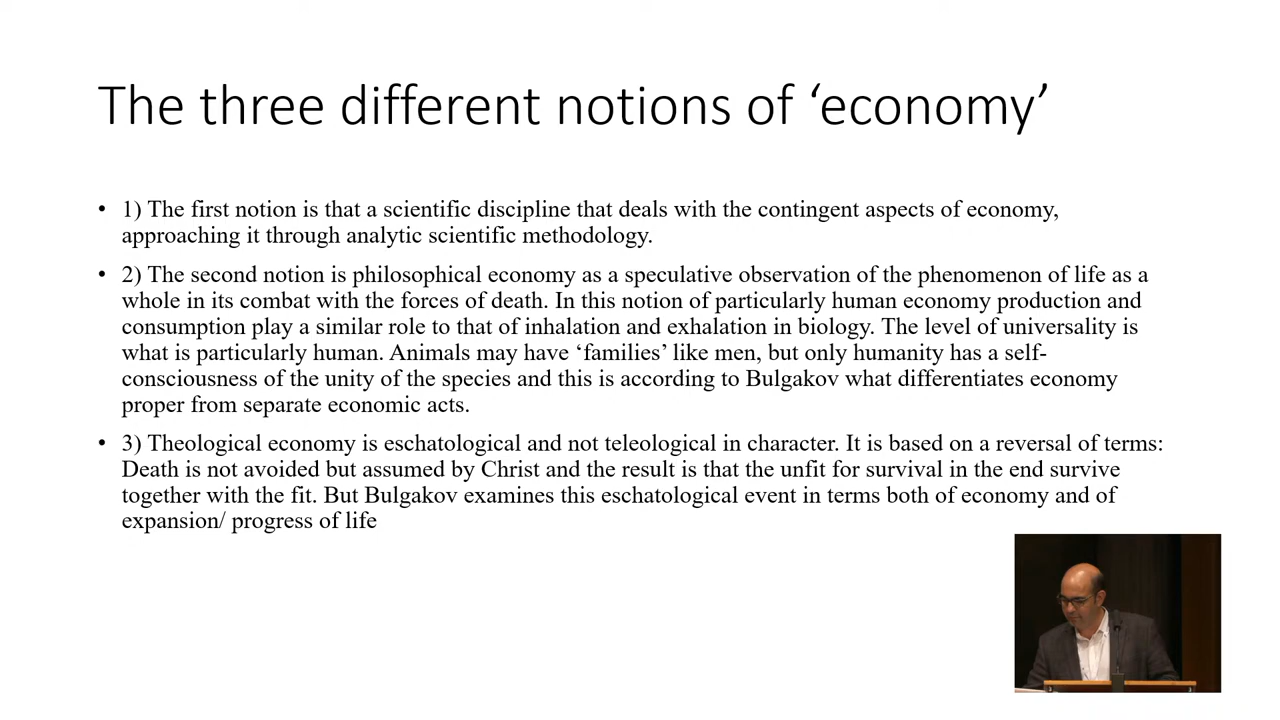 The three different notions of ‘economy’
• 1) The first notion is that a scientific discipline that deals with the contingent aspects of economy,
approaching it through analytic scientific methodology.
• 2) The second notion is philosophical economy as a speculative observation of the phenomenon of life as a
whole in its combat with the forces of death. In this notion of particularly human economy production and
consumption play a similar role to that of inhalation and exhalation in biology. The level of universality is
what is particularly human. Animals may have ‘families’ like men, but only humanity has a self-
consciousness of the unity of the species and this is according to Bulgakov what differentiates economy
proper from separate economic acts.
• 3) Theological economy is eschatological and not teleological in character. It is based on a reversal of terms:
Death is not avoided but assumed by Christ and the result is that the unfit for survival in the end survive
together with the fit. But Bulgakov examines this eschatological event in terms both of economy and of
expansion/ progress of life